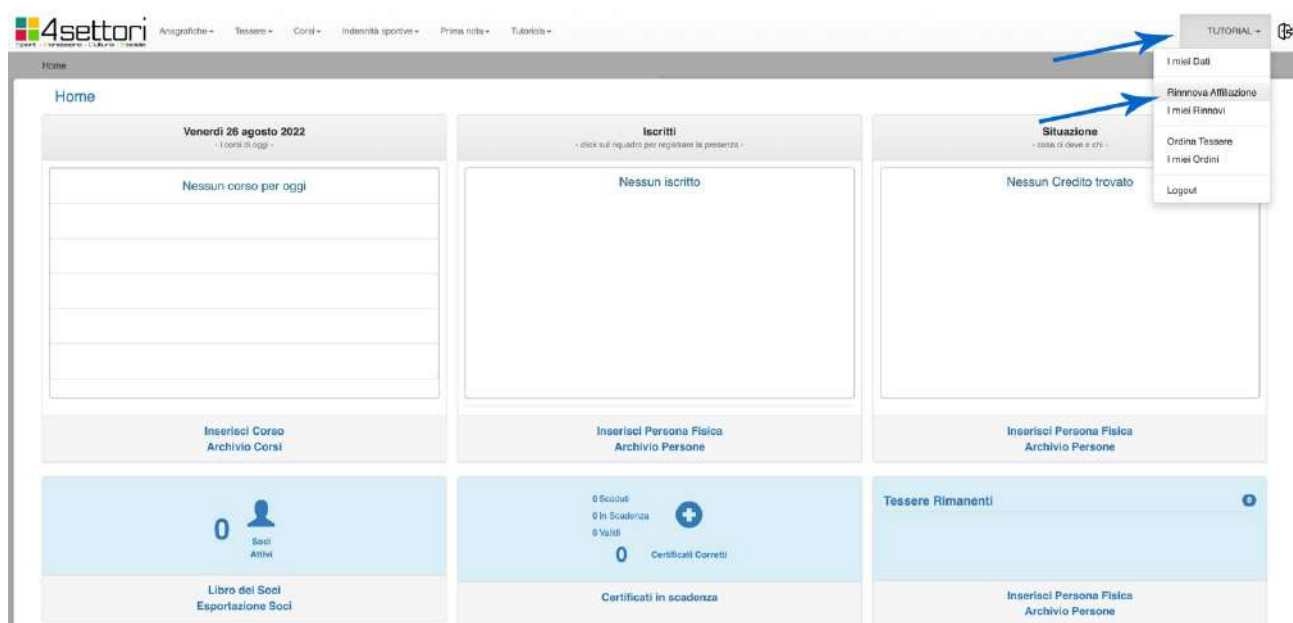 4settori
Sport - Benessere - Cultura - Sociale
Anagrafiche
Tessere
Corsi
Indennità sportive
Prima nota
Tutorials
TUTORIAL
Home
I miei Dati
Rinnnova Affiliazione
I miei Rinnovi
Ordina Tessere
I miei Ordini
Logout
Home
Venerdì 26 agosto 2022
- i corsi di oggi -
Nessun corso per oggi
Inserisci Corso
Archivio Corsi
Iscritti
- click sul riquadro per registrare la presenza -
Nessun iscritto
Inserisci Persona Fisica
Archivio Persone
Situazione
- cosa ci deve e chi -
Nessun Credito trovato
Inserisci Persona Fisica
Archivio Persone
0
Soci
Attivi
Libro dei Soci
Esportazione Soci
0 Scaduti
0 In Scadenza
0 Validi
0 Certificati Corretti
Certificati in scadenza
Tessere Rimanenti
0
Inserisci Persona Fisica
Archivio Persone